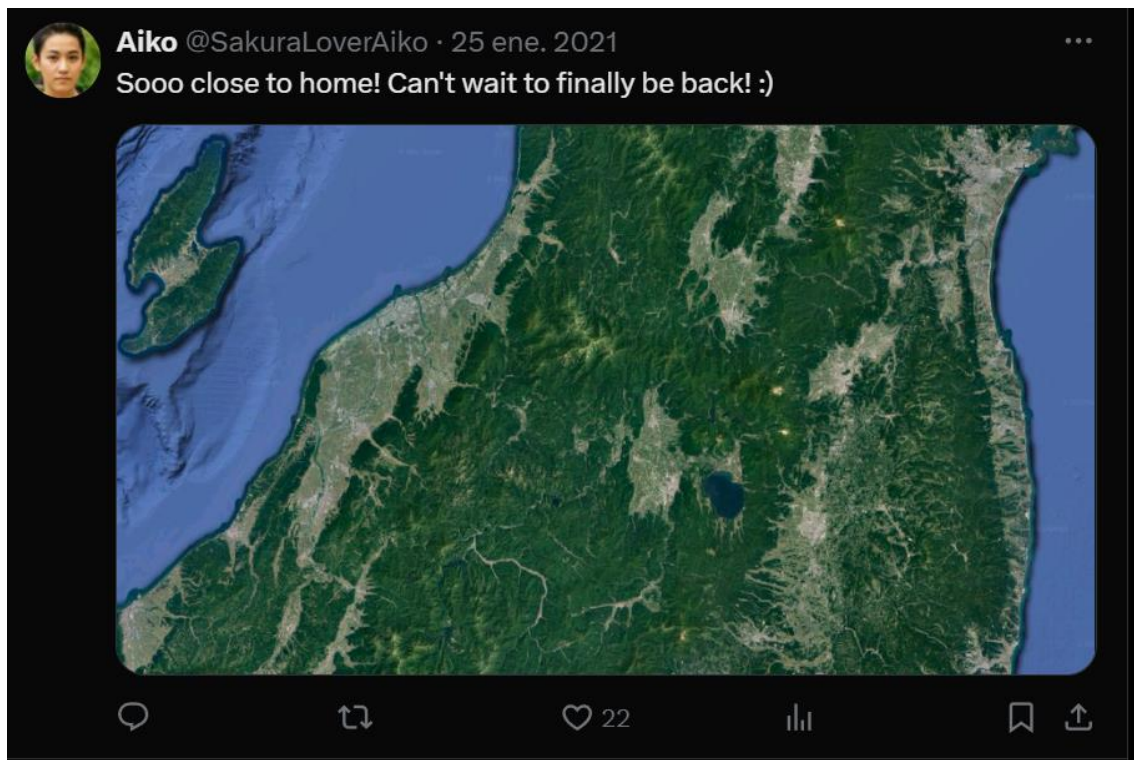 Aiko @SakuraLoverAiko · 25 ene. 2021
Sooo close to home! Can't wait to finally be back! :)
22